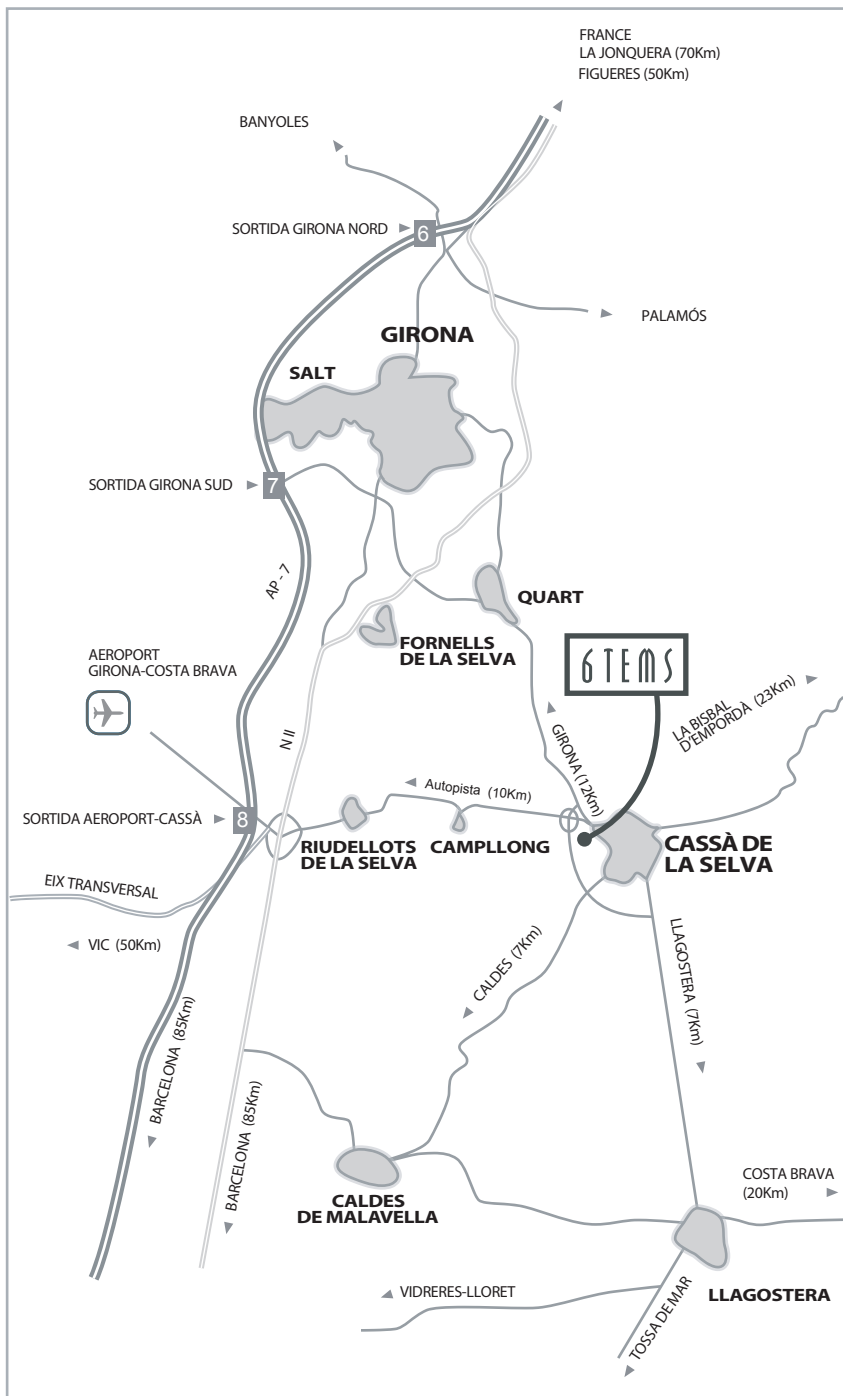 FRANCE
LA JONQUERA (70Km)
FIGUERES (50Km)
BANYOLES
SORTIDA GIRONA NORD
6
PALAMÓS
GIRONA
SALT
SORTIDA GIRONA SUD
7
AP - 7
QUART
FORNELLS
DE LA SELVA
6TEMS
AEROPORT
GIRONA-COSTA BRAVA
LA BISBAL
D'EMPORDÀ (23Km)
N II
GIRONA (12Km)
Autopista (10Km)
SORTIDA AEROPORT-CASSÀ
8
RIUDELLOTS
DE LA SELVA
CAMPLLONG
CASSÀ DE
LA SELVA
EIX TRANSVERSAL
VIC (50Km)
CALDES (7Km)
LLAGOSTERA (7Km)
BARCELONA (85Km)
BARCELONA (85Km)
COSTA BRAVA
(20Km)
CALDES
DE MALAVELLA
VIDRERES-LLORET
LLAGOSTERA
TOSSA DE MAR